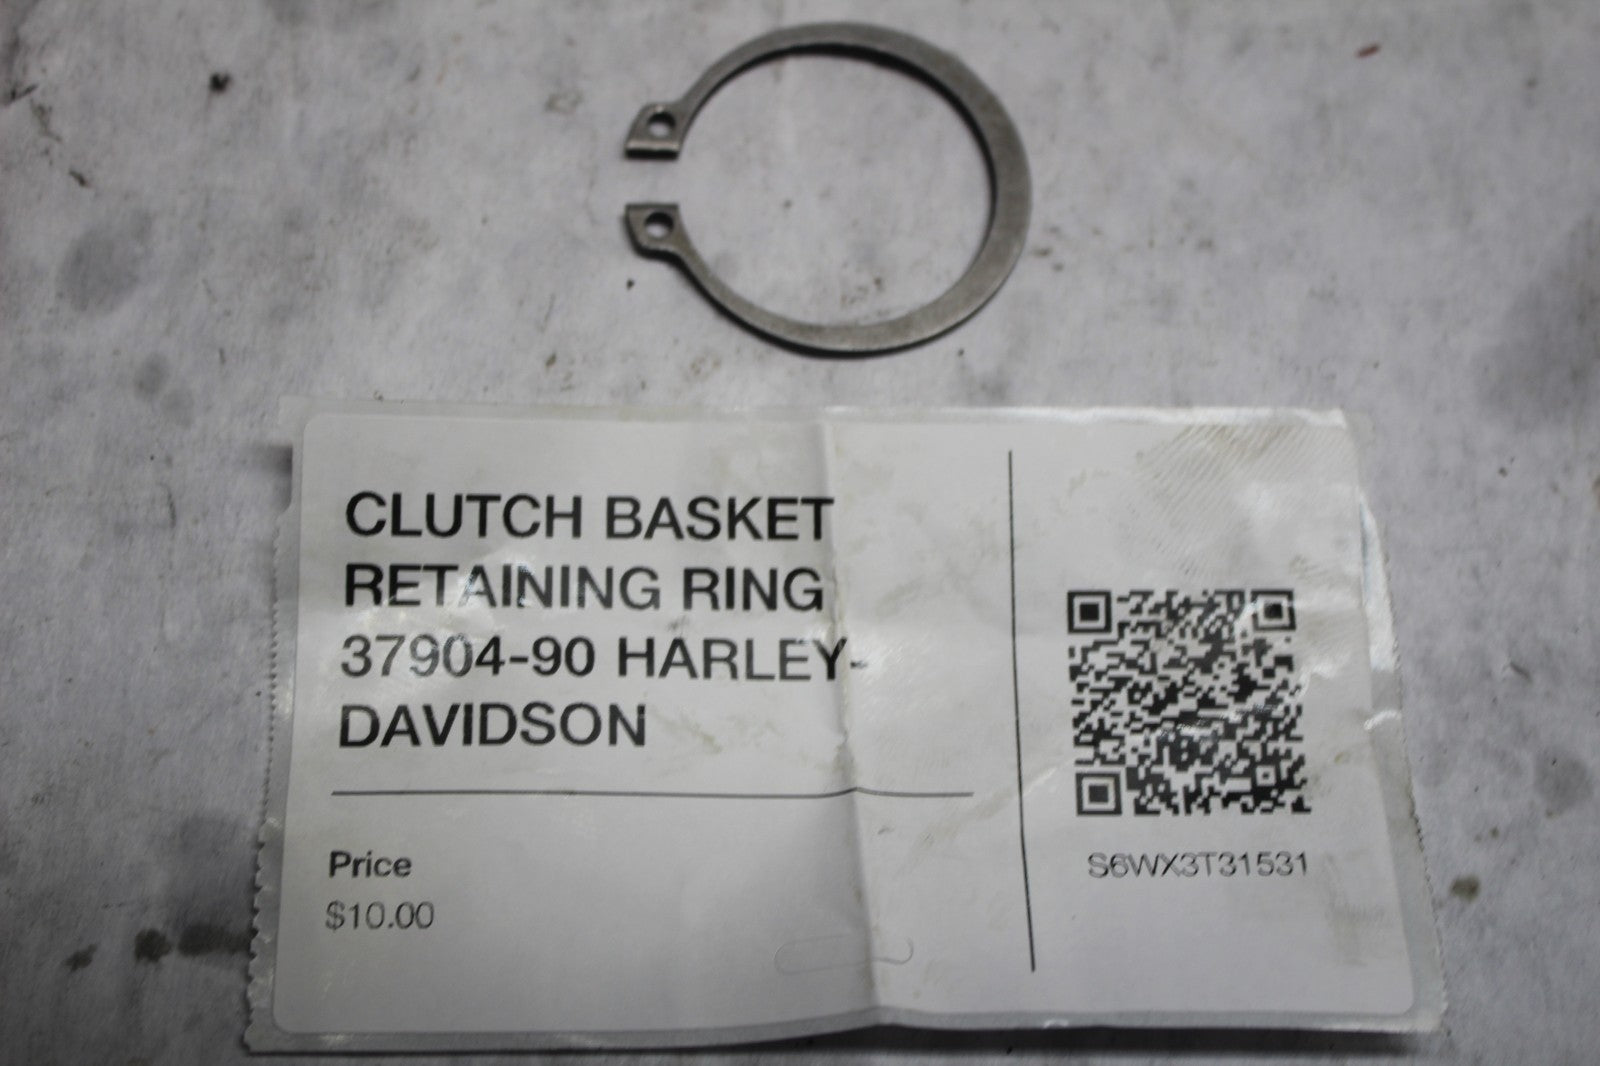 CLUTCH BASKET
RETAINING RING
37904-90 HARLEY-
DAVIDSON
Price
$10.00
S6WX3T31531